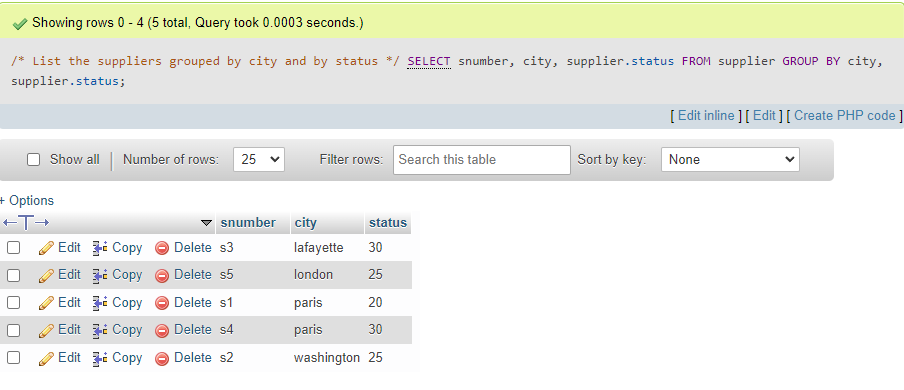 Showing rows 0 - 4 (5 total, Query took 0.0003 seconds.)
/* List the suppliers grouped by city and by status */ SELECT snumber, city, supplier.status FROM supplier GROUP BY city,
supplier.status;
[ Edit inline ] [ Edit ] [ Create PHP code ]
Show all | Number of rows: 25 Filter rows: Search this table Sort by key: None
+ Options
←T→ snumber city status
Edit Copy Delete s3 lafayette 30
Edit Copy Delete s5 london 25
Edit Copy Delete s1 paris 20
Edit Copy Delete s4 paris 30
Edit Copy Delete s2 washington 25